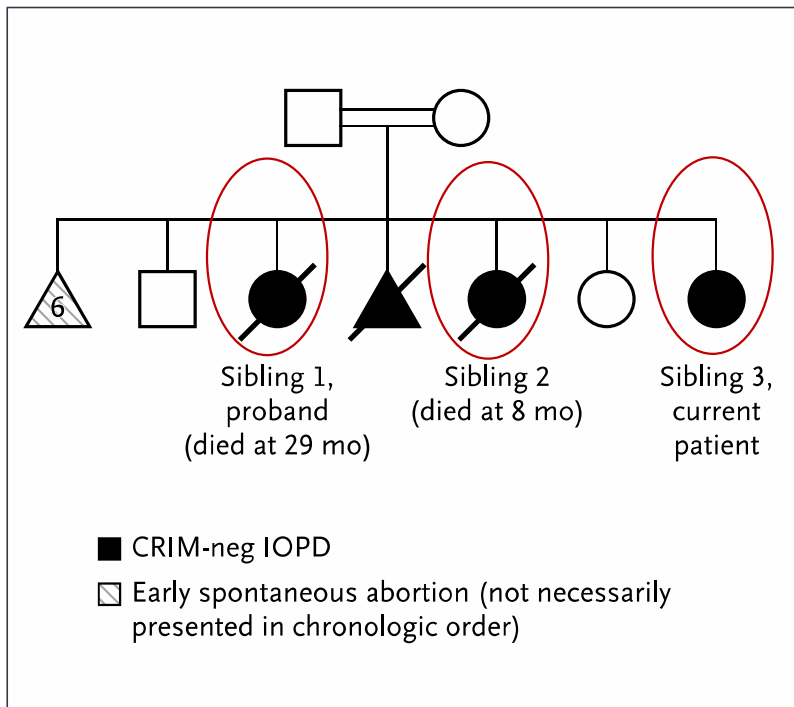 6
Sibling 1,
proband
(died at 29 mo)
Sibling 2
(died at 8 mo)
Sibling 3,
current
patient
CRIM-neg IOPD
Early spontaneous abortion (not necessarily
presented in chronologic order)